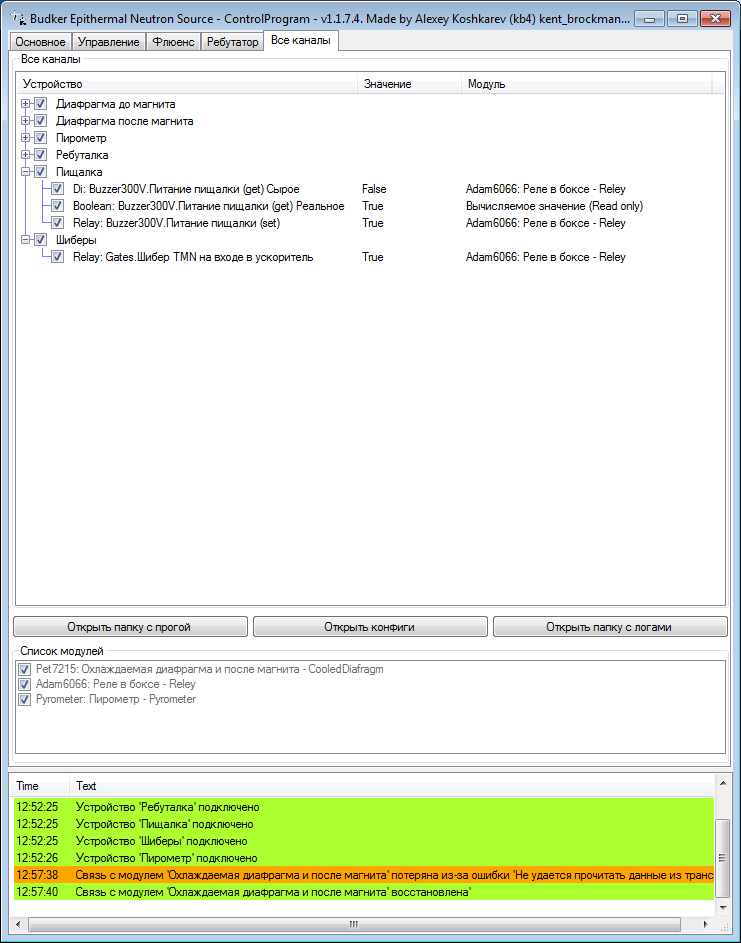 Budker Epithermal Neutron Source - ControlProgram - v1.1.7.4. Made by Alexey Koshkarev (kb4) kent_brockman...
Основное Управление Флюенс Ребутатор Все каналы
Все каналы
Устройство Значение Модуль
Диафрагма до магнита
Диафрагма после магнита
Пирометр
Ребуталка
Пищалка
Di: Buzzer300V.Питание пищалки (get) Сырое False Adam6066: Реле в боксе - Reley
Boolean: Buzzer300V.Питание пищалки (get) Реальное True Вычисляемое значение (Read only)
Relay: Buzzer300V.Питание пищалки (set) True Adam6066: Реле в боксе - Reley
Шиберы
Relay: Gates.Шибер TMN на входе в ускоритель True Adam6066: Реле в боксе - Reley
Открыть папку с прогой Открыть конфиги Открыть папку с логами
Список модулей
Pet7215: Охлаждаемая диафрагма и после магнита - CooledDiafragm
Adam6066: Реле в боксе - Reley
Pyrometer: Пирометр - Pyrometer
Time Text
12:52:25 Устройство 'Ребуталка' подключено
12:52:25 Устройство 'Пищалка' подключено
12:52:25 Устройство 'Шиберы' подключено
12:52:26 Устройство 'Пирометр' подключено
12:57:38 Связь с модулем 'Охлаждаемая диафрагма и после магнита' потеряна из-за ошибки 'Не удается прочитать данные из транс
12:57:40 Связь с модулем 'Охлаждаемая диафрагма и после магнита' восстановлена'